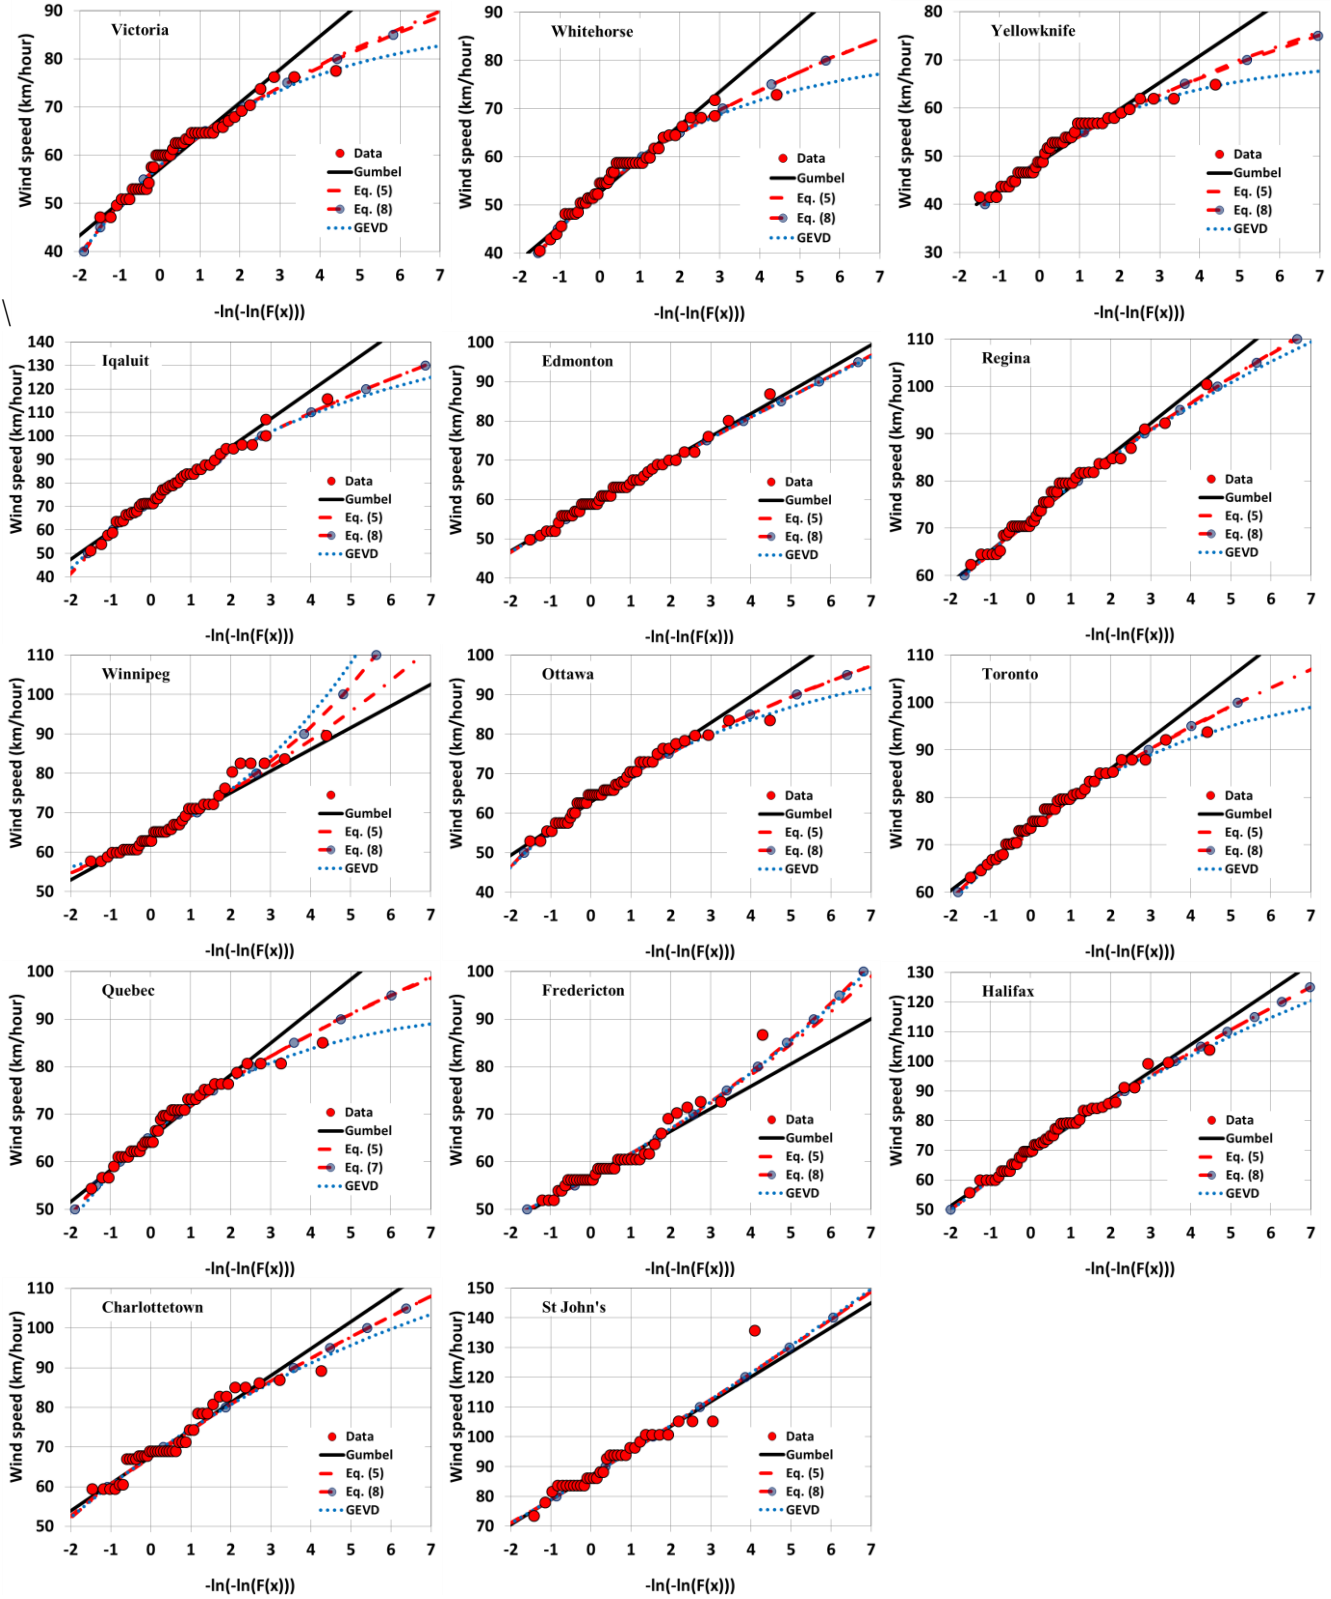 Victoria
Wind speed (km/hour)
90
80
70
60
50
40
-2 -1 0 1 2 3 4 5 6 7
-ln(-ln(F(x)))
Data
Gumbel
Eq. (5)
Eq. (8)
GEVD
Whitehorse
Wind speed (km/hour)
90
80
70
60
50
40
-2 -1 0 1 2 3 4 5 6 7
-ln(-ln(F(x)))
Data
Gumbel
Eq. (5)
Eq. (8)
GEVD
Yellowknife
Wind speed (km/hour)
80
70
60
50
40
30
-2 -1 0 1 2 3 4 5 6 7
-ln(-ln(F(x)))
Data
Gumbel
Eq. (5)
Eq. (8)
GEVD
\
Iqaluit
Wind speed (km/hour)
140
130
120
110
100
90
80
70
60
50
40
-2 -1 0 1 2 3 4 5 6 7
-ln(-ln(F(x)))
Data
Gumbel
Eq. (5)
Eq. (8)
GEVD
Edmonton
Wind speed (km/hour)
100
90
80
70
60
50
40
-2 -1 0 1 2 3 4 5 6 7
-ln(-ln(F(x)))
Data
Gumbel
Eq. (5)
Eq. (8)
GEVD
Regina
Wind speed (km/hour)
110
100
90
80
70
60
-2 -1 0 1 2 3 4 5 6 7
-ln(-ln(F(x)))
Data
Gumbel
Eq. (5)
Eq. (8)
GEVD
Winnipeg
Wind speed (km/hour)
110
100
90
80
70
60
50
-2 -1 0 1 2 3 4 5 6 7
-ln(-ln(F(x)))
Gumbel
Eq. (5)
Eq. (8)
GEVD
Ottawa
Wind speed (km/hour)
100
90
80
70
60
50
40
-2 -1 0 1 2 3 4 5 6 7
-ln(-ln(F(x)))
Data
Gumbel
Eq. (5)
Eq. (8)
GEVD
Toronto
Wind speed (km/hour)
110
100
90
80
70
60
-2 -1 0 1 2 3 4 5 6 7
-ln(-ln(F(x)))
Data
Gumbel
Eq. (5)
Eq. (8)
GEVD
Quebec
Wind speed (km/hour)
100
90
80
70
60
50
-2 -1 0 1 2 3 4 5 6 7
-ln(-ln(F(x)))
Data
Gumbel
Eq. (5)
Eq. (7)
GEVD
Fredericton
Wind speed (km/hour)
100
90
80
70
60
50
-2 -1 0 1 2 3 4 5 6 7
-ln(-ln(F(x)))
Data
Gumbel
Eq. (5)
Eq. (8)
GEVD
Halifax
Wind speed (km/hour)
130
120
110
100
90
80
70
60
50
-2 -1 0 1 2 3 4 5 6 7
-ln(-ln(F(x)))
Data
Gumbel
Eq. (5)
Eq. (8)
GEVD
Charlottetown
Wind speed (km/hour)
110
100
90
80
70
60
50
-2 -1 0 1 2 3 4 5 6 7
-ln(-ln(F(x)))
Data
Gumbel
Eq. (5)
Eq. (8)
GEVD
St John's
Wind speed (km/hour)
150
140
130
120
110
100
90
80
70
-2 -1 0 1 2 3 4 5 6 7
-ln(-ln(F(x)))
Data
Gumbel
Eq. (5)
Eq. (8)
GEVD